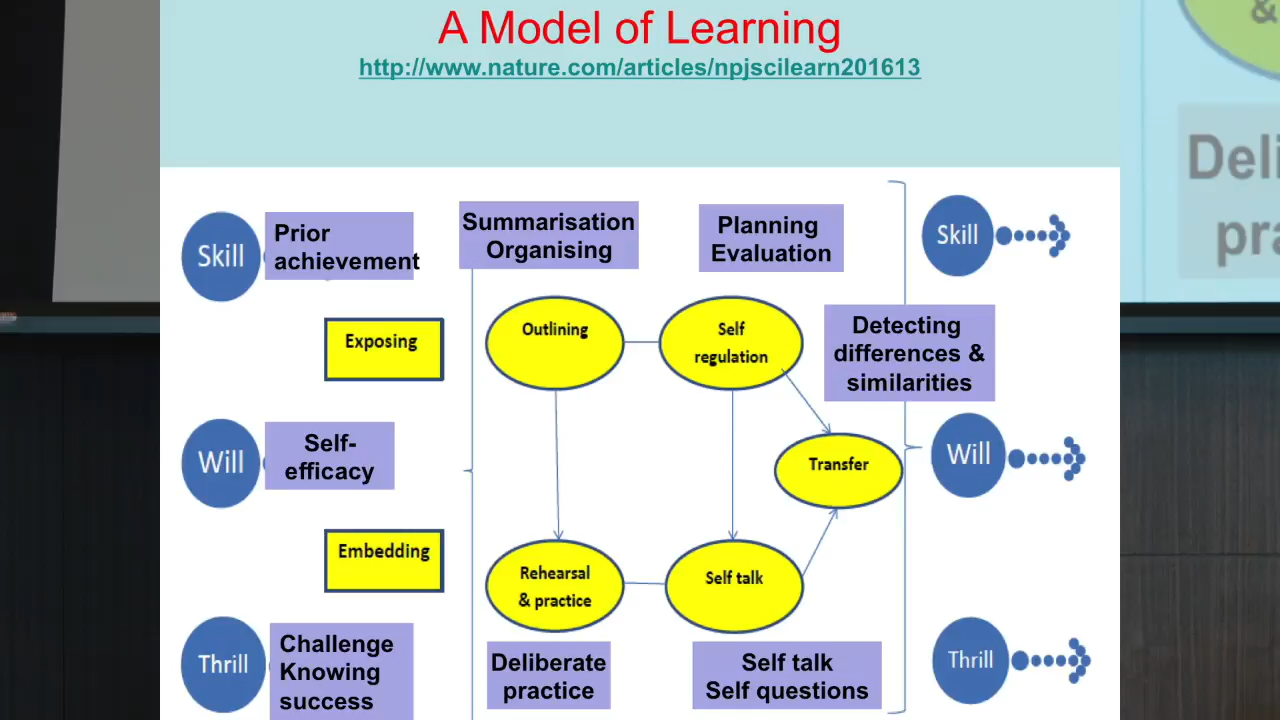 A Model of Learning
http://www.nature.com/articles/npjscilearn201613
&
Deli
pra
Skill
Prior
achievement
Summarisation
Organising
Planning
Evaluation
Skill
Exposing
Outlining
Self
regulation
Detecting
differences &
similarities
Will
Self-
efficacy
Transfer
Will
Embedding
Rehearsal
& practice
Self talk
Thrill
Challenge
Knowing
success
Deliberate
practice
Self talk
Self questions
Thrill